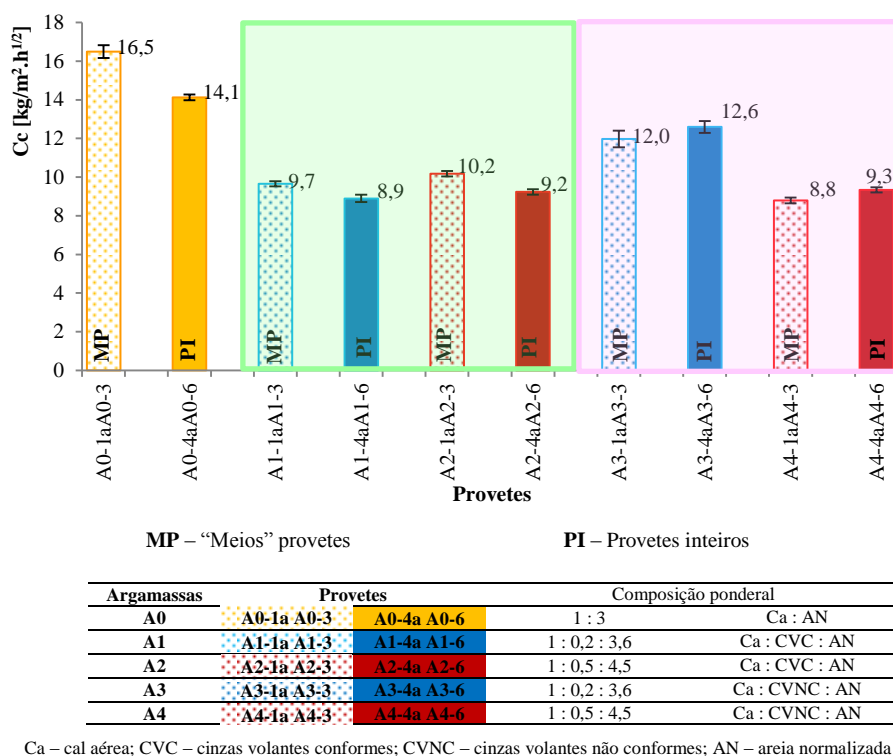 18
16
14
12
10
8
6
4
2
0
Cc [kg/m².h^1/2]
16,5
14,1
9,7
8,9
10,2
9,2
12,0
12,6
8,8
9,3
MP
PI
MP
PI
MP
PI
MP
PI
MP
PI
A0-1aA0-3
A0-4aA0-6
A1-1aA1-3
A1-4aA1-6
A2-1aA2-3
A2-4aA2-6
A3-1aA3-3
A3-4aA3-6
A4-1aA4-3
A4-4aA4-6
Provetes
MP – “Meios” provetes PI – Provetes inteiros
Argamassas Provetes Composição ponderal
A0 A0-1a A0-3 A0-4a A0-6 1 : 3 Ca : AN
A1 A1-1a A1-3 A1-4a A1-6 1 : 0,2 : 3,6 Ca : CVC : AN
A2 A2-1a A2-3 A2-4a A2-6 1 : 0,5 : 4,5 Ca : CVC : AN
A3 A3-1a A3-3 A3-4a A3-6 1 : 0,2 : 3,6 Ca : CVNC : AN
A4 A4-1a A4-3 A4-4a A4-6 1 : 0,5 : 4,5 Ca : CVNC : AN
Ca – cal aérea; CVC – cinzas volantes conformes; CVNC – cinzas volantes não conformes; AN – areia normalizada